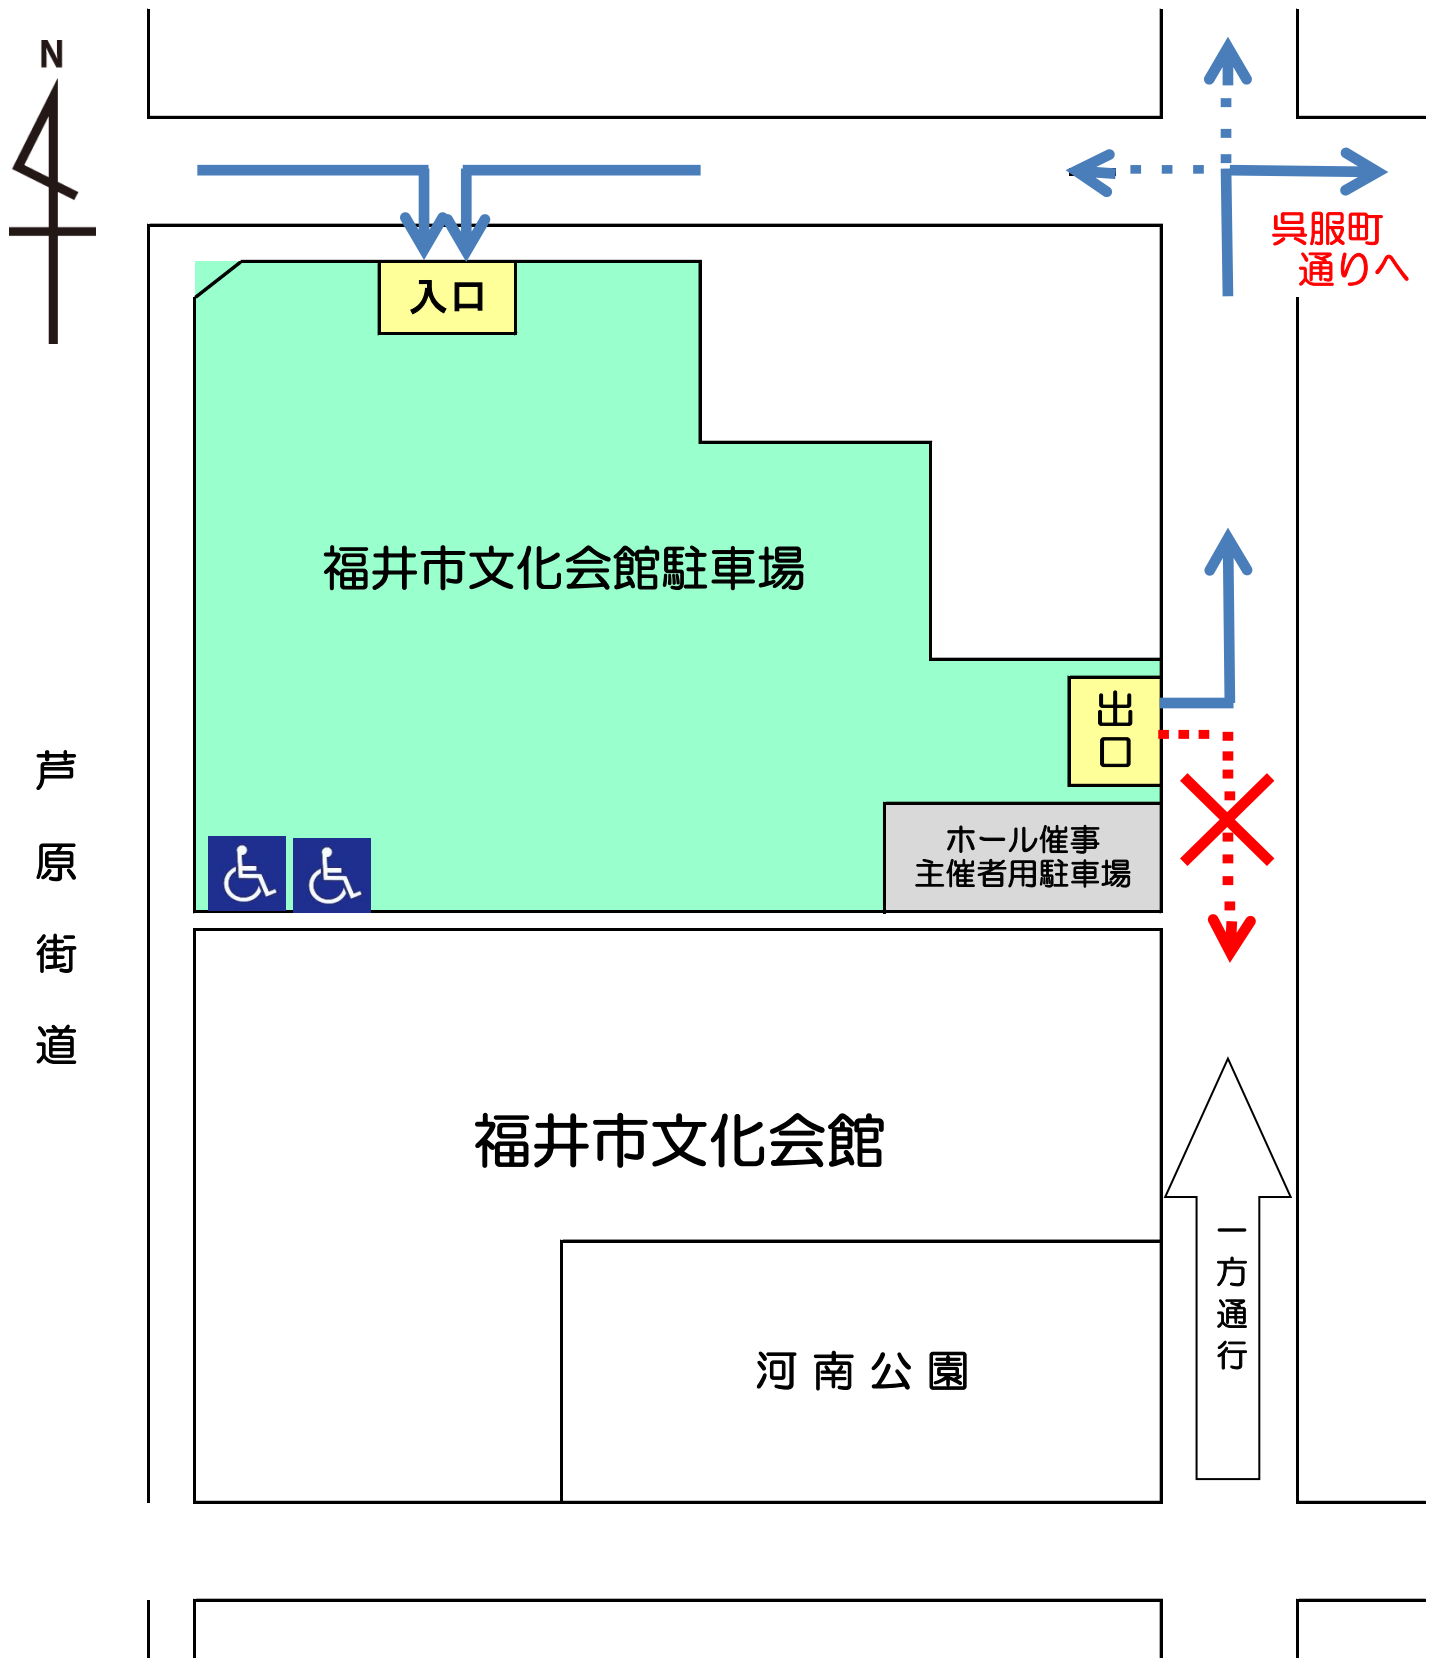 N
呉服町
通りへ
入口
福井市文化会館駐車場
出
口
芦原街道
ホール催事
主催者用駐車場
福井市文化会館
一方通行
河南公園